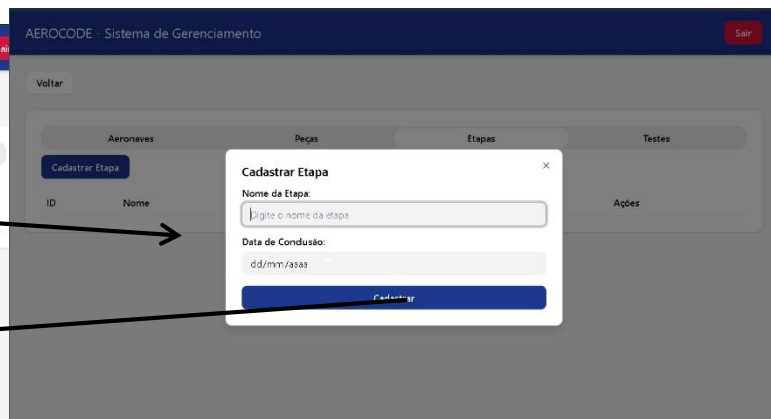 AEROCODE - Sistema de Gerenciamento
Sair
Voltar
Aeronaves Peças Etapas Testes
Cadastrar Etapa
ID Nome Ações
Cadastrar Etapa ×
Nome da Etapa:
Digite o nome da etapa
Data de Conclusão:
dd/mm/aaaa
Cadastrar